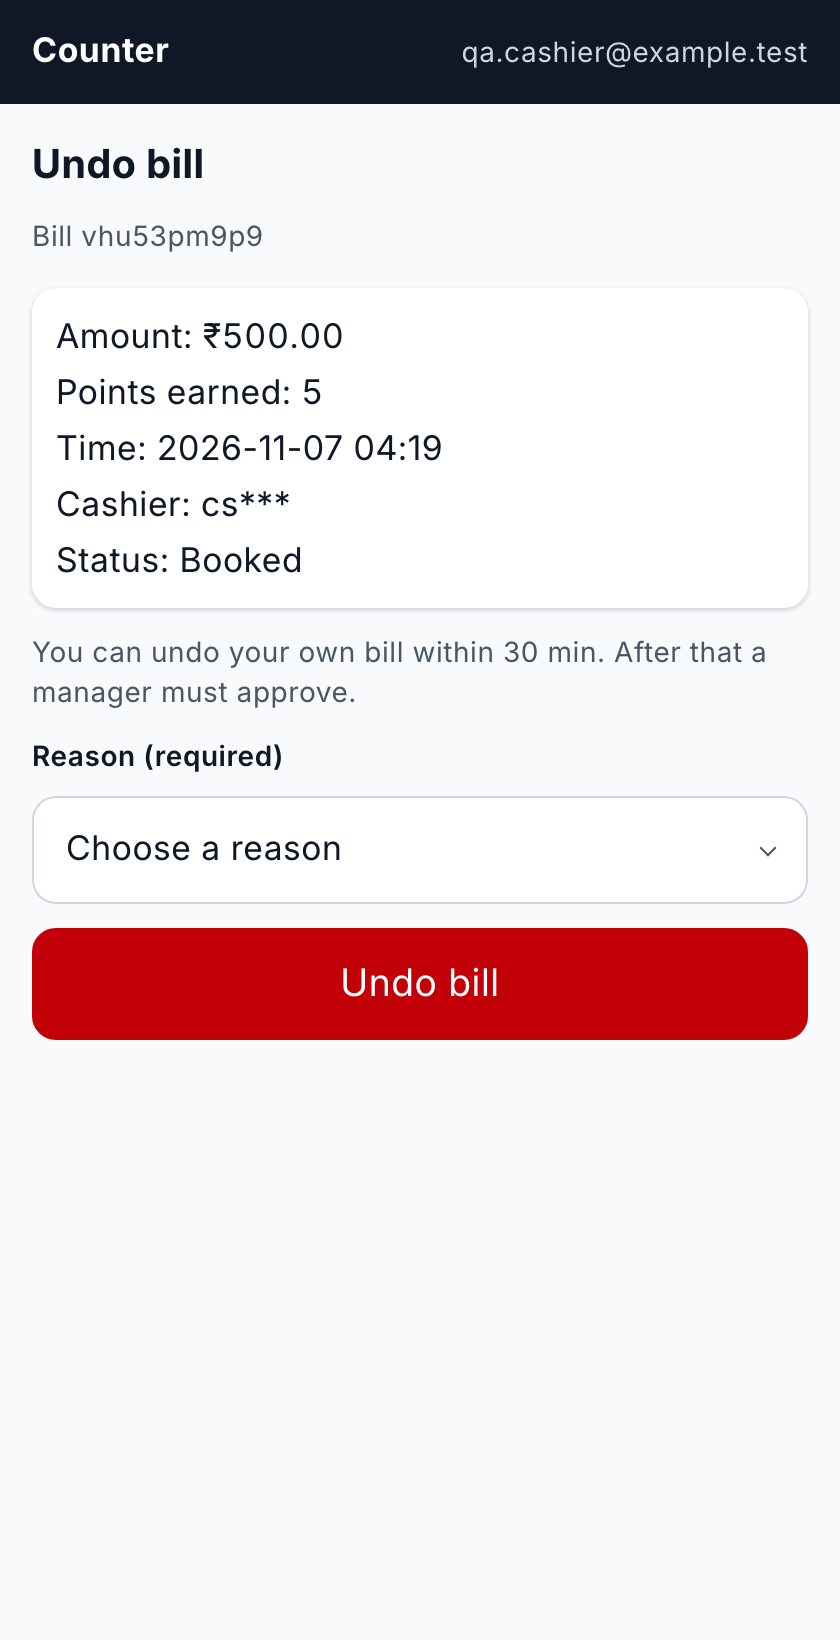 Counter
qa.cashier@example.test
Undo bill
Bill vhu53pm9p9
Amount: ₹500.00
Points earned: 5
Time: 2026-11-07 04:19
Cashier: cs***
Status: Booked
You can undo your own bill within 30 min. After that a
manager must approve.
Reason (required)
Choose a reason
Undo bill